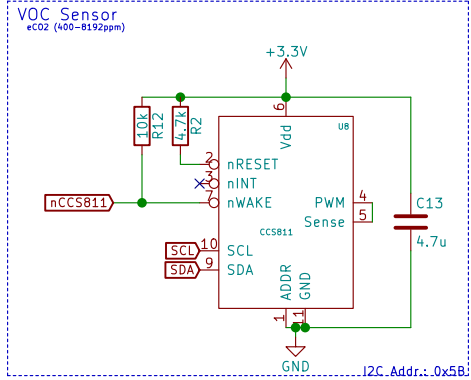 VOC Sensor
eCO2 (400-8192ppm)
+3.3V
10k
R12
4.7k
R2
6
Vdd
U8
2
nRESET
3
nINT
7
nWAKE
nCCS811
PWM
4
Sense
5
C13
4.7u
CCS811
SCL
10
SCL
SDA
9
SDA
ADDR
GND
1
11
GND
I2C Addr.: 0x5B